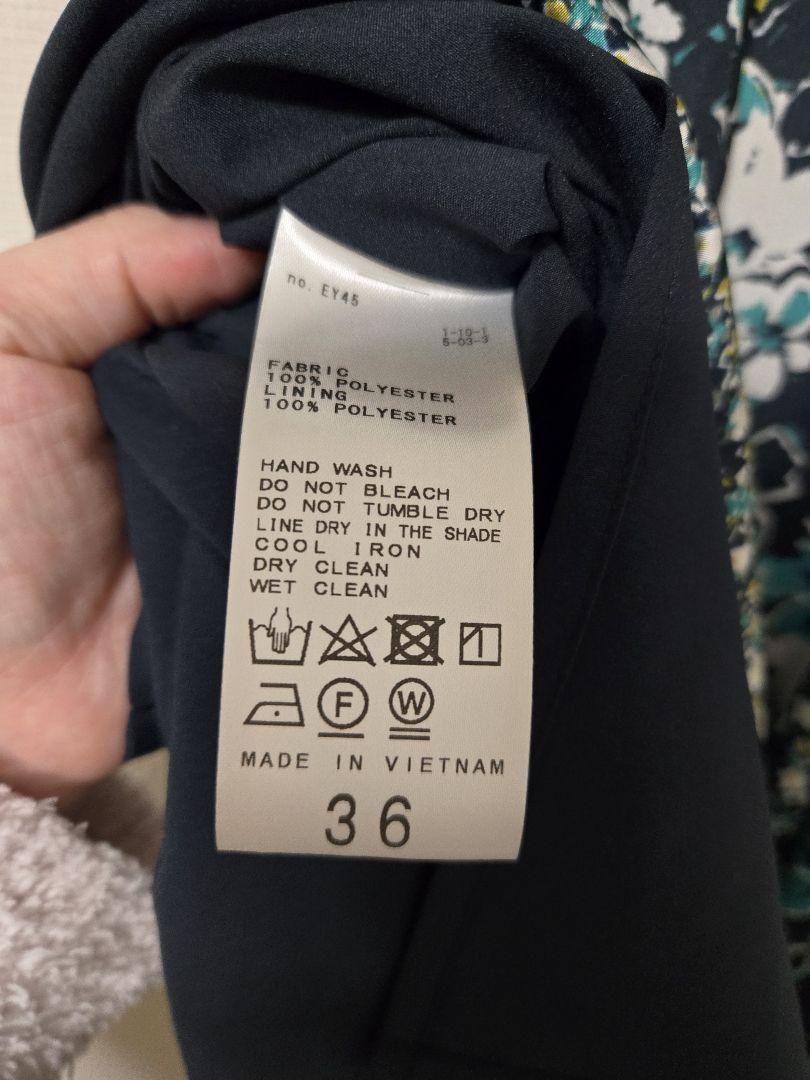 no. EY45
1-10-1
5-03-3
FABRIC
100% POLYESTER
LINING
100% POLYESTER
HAND WASH
DO NOT BLEACH
DO NOT TUMBLE DRY
LINE DRY IN THE SHADE
COOL IRON
DRY CLEAN
WET CLEAN
F W
MADE IN VIETNAM
36